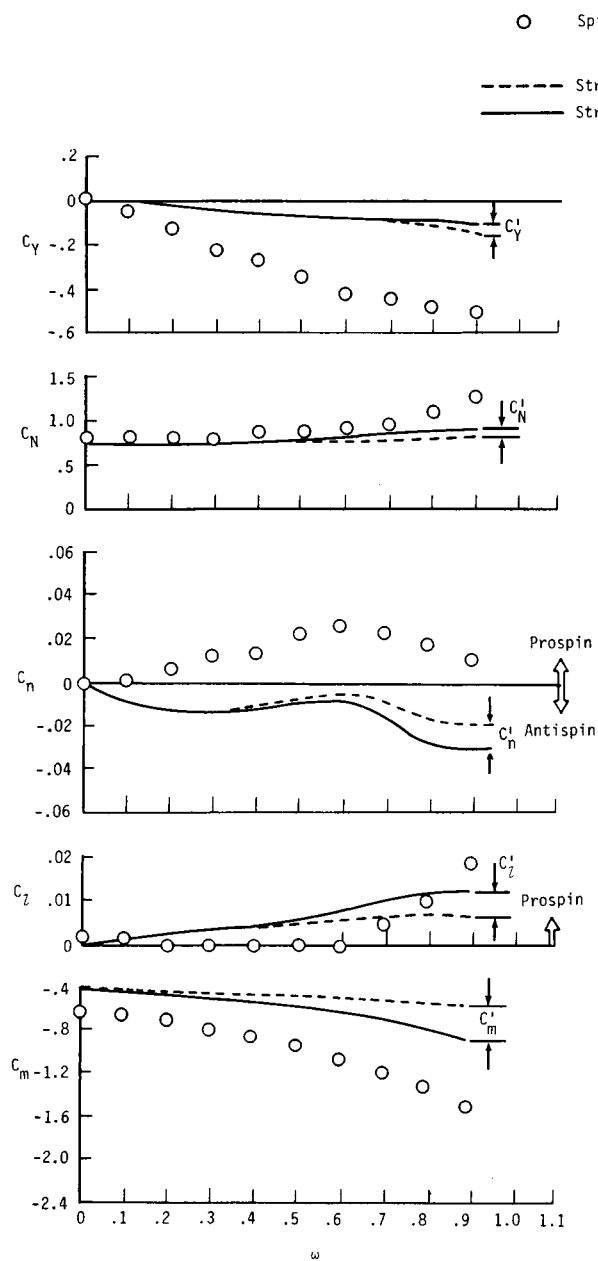 Sp
Str
Str
.2
0
-.2
-.4
-.6
C_Y
C'_Y
1.5
1.0
.5
0
C_N
C'_N
.06
.04
.02
0
-.02
-.04
-.06
C_n
Prospin
C'_n
Antispin
.02
.01
0
C_l
C'_l
Prospin
-.4
-.8
-1.2
-1.6
-2.0
-2.4
C_m
C'_m
0 .1 .2 .3 .4 .5 .6 .7 .8 .9 1.0 1.1
ω